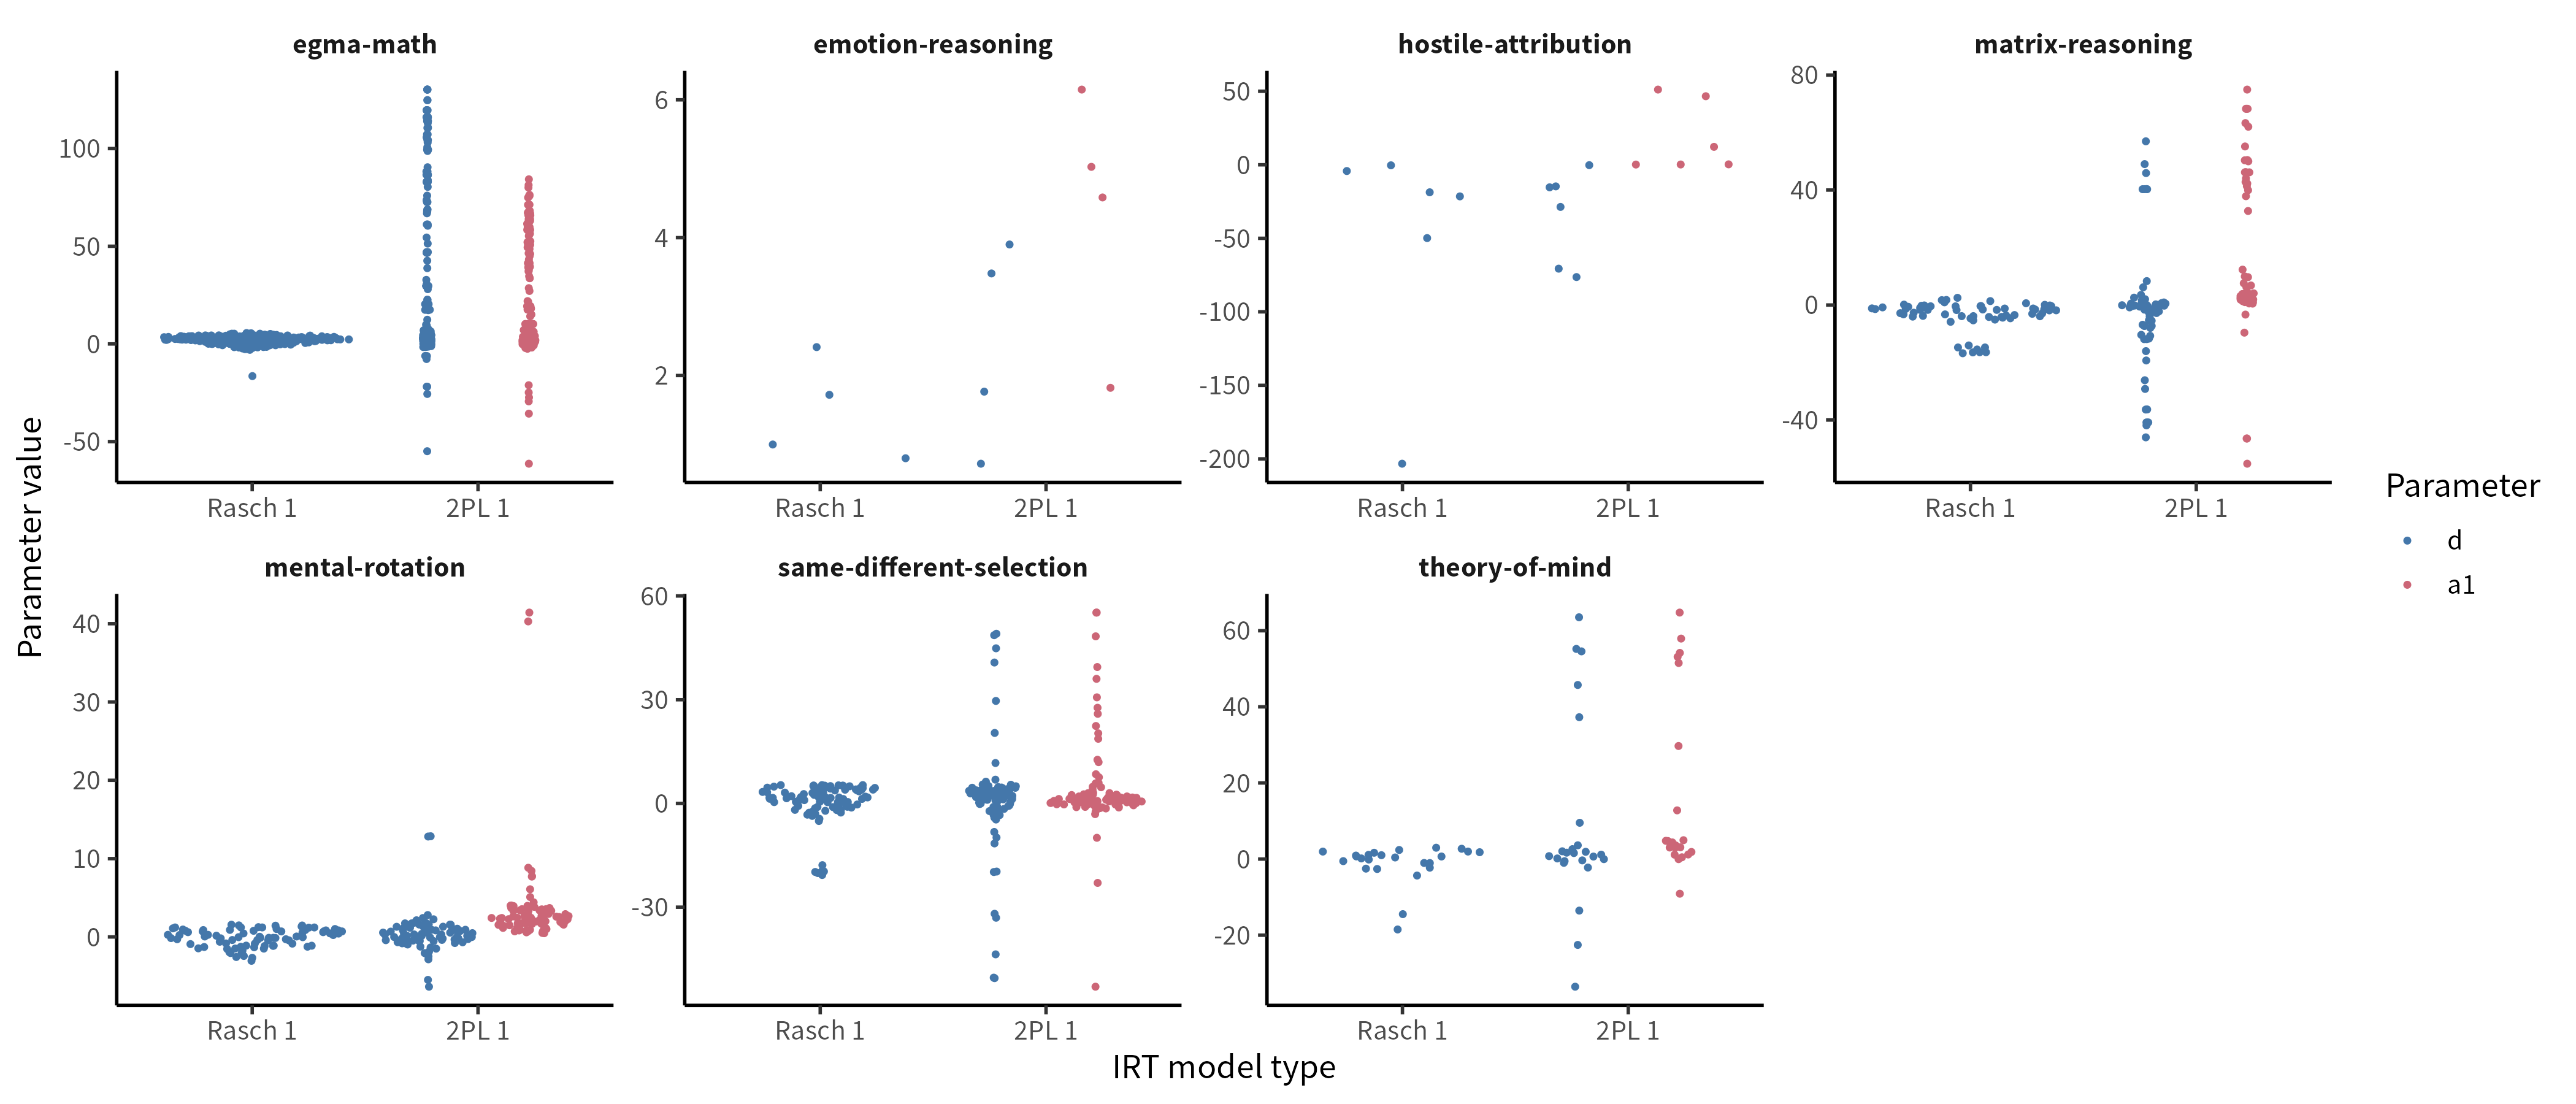 egma-math
emotion-reasoning
hostile-attribution
matrix-reasoning
100
50
0
-50
Rasch 1
2PL 1
6
4
2
Rasch 1
2PL 1
50
0
-50
-100
-150
-200
Rasch 1
2PL 1
80
40
0
-40
Rasch 1
2PL 1
mental-rotation
same-different-selection
theory-of-mind
40
30
20
10
0
Rasch 1
2PL 1
60
30
0
-30
Rasch 1
2PL 1
60
40
20
0
-20
Rasch 1
2PL 1
Parameter value
IRT model type
Parameter
d
a1